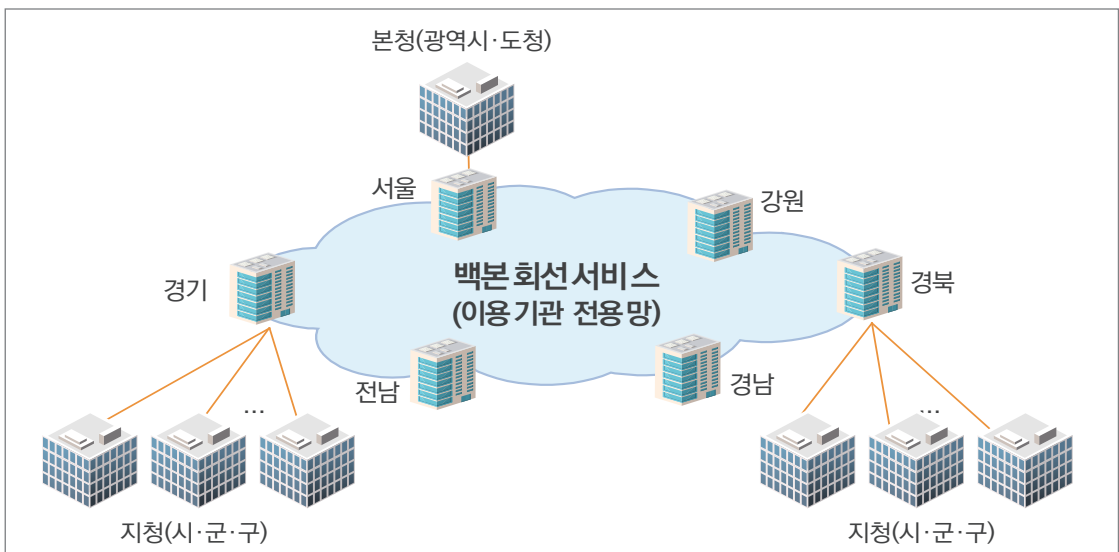 본청(광역시·도청)
서울
강원
경기
백본 회선 서비스
(이용 기관 전용 망)
경북
전남
경남
...
...
지청(시·군·구)
지청(시·군·구)